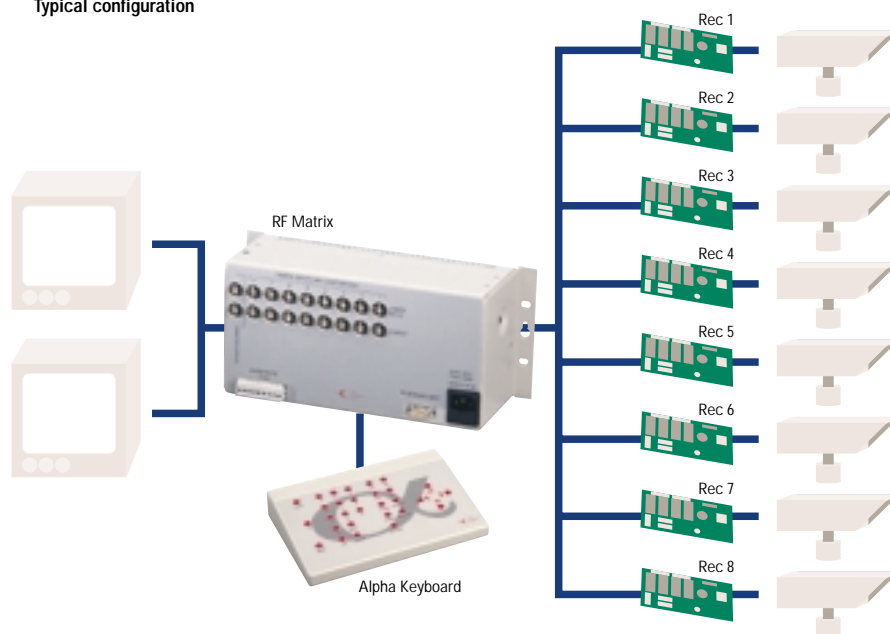 Typical configuration
Rec 1
Rec 2
Rec 3
RF Matrix
Rec 4
Rec 5
Rec 6
Rec 7
Alpha Keyboard
Rec 8